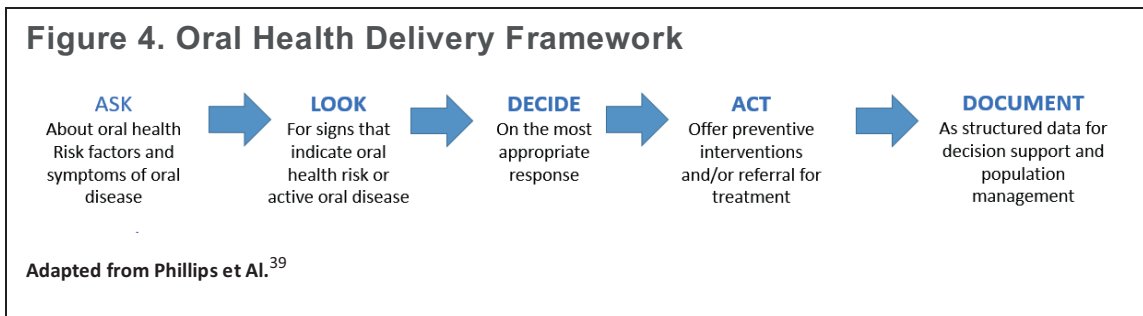 Figure 4. Oral Health Delivery Framework
ASK
About oral health
Risk factors and
symptoms of oral
disease
LOOK
For signs that
indicate oral
health risk or
active oral disease
DECIDE
On the most
appropriate
response
ACT
Offer preventive
interventions
and/or referral for
treatment
DOCUMENT
As structured data for
decision support and
population
management
Adapted from Phillips et Al.39